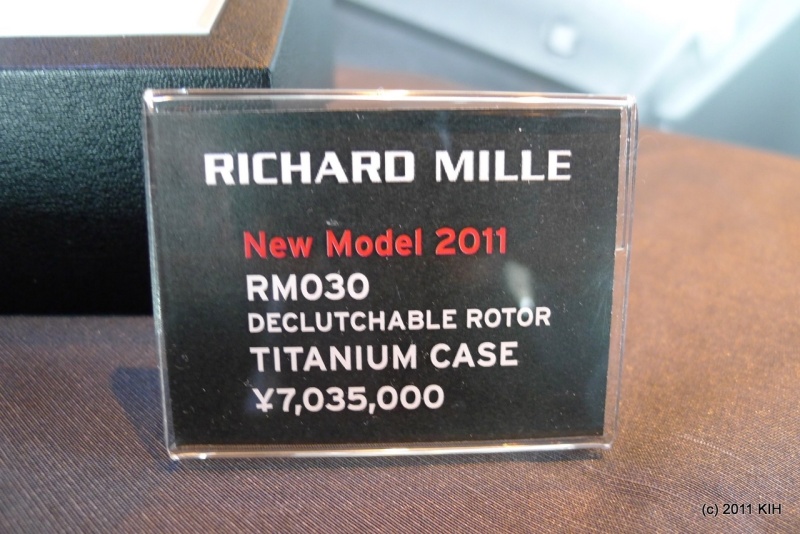 RICHARD MILLE
New Model 2011
RM030
DECLUTCHABLE ROTOR
TITANIUM CASE
¥7,035,000
(c) 2011 KIH